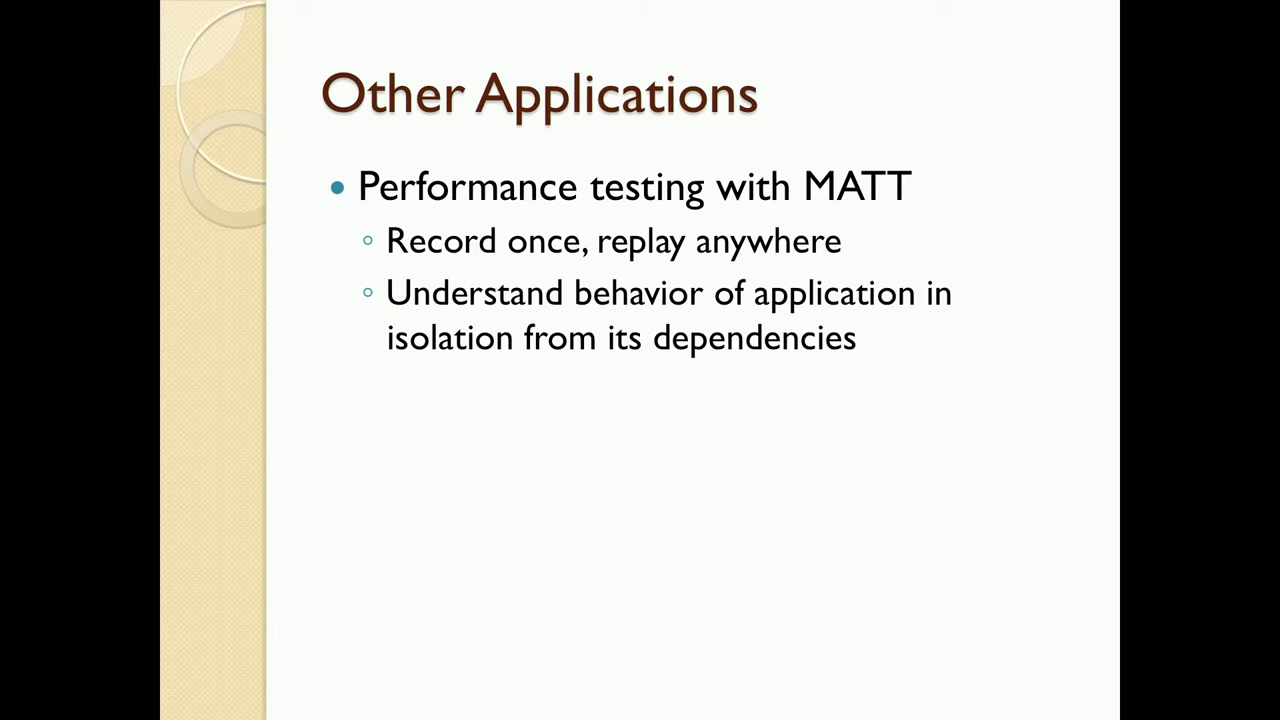 Other Applications
Performance testing with MATT
Record once, replay anywhere
Understand behavior of application in
isolation from its dependencies